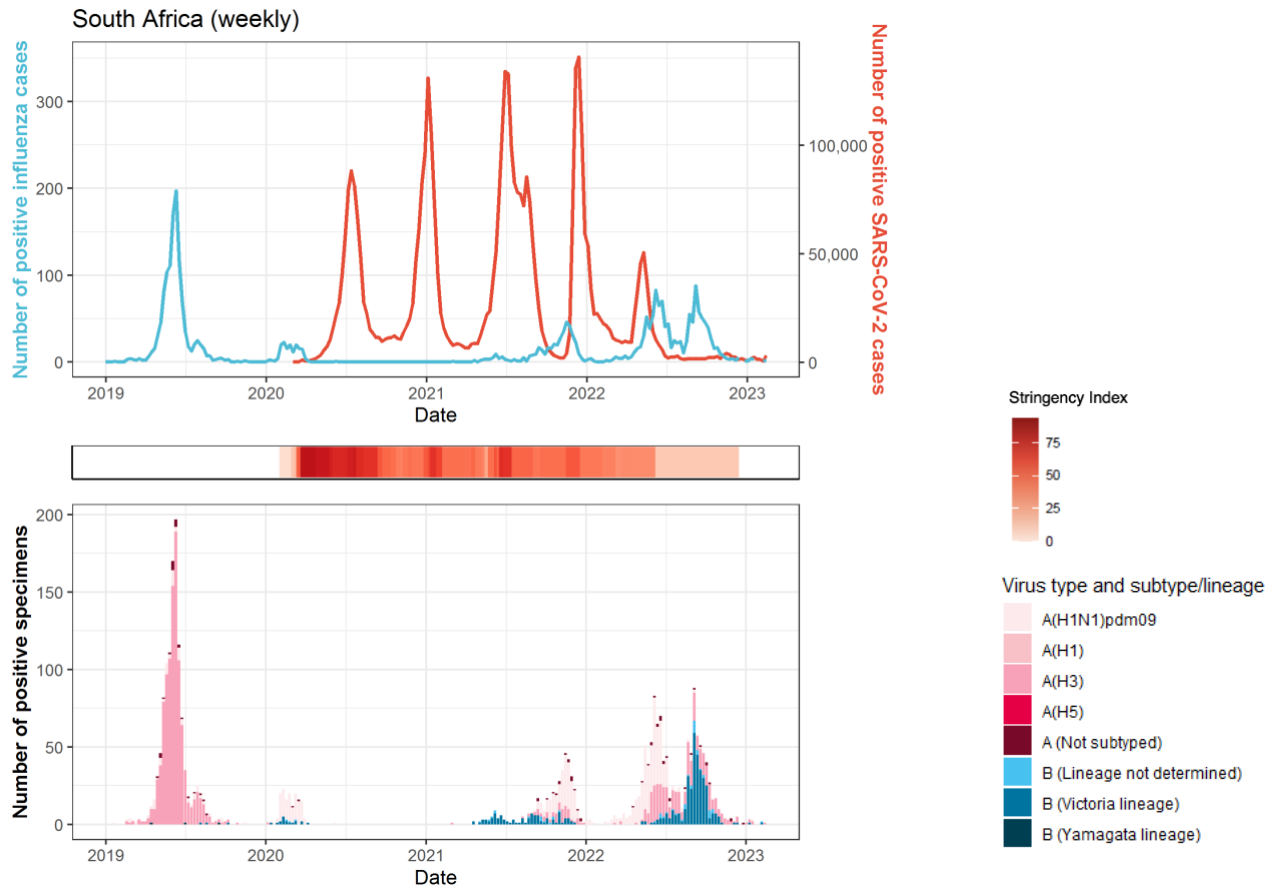 South Africa (weekly)
Number of positive influenza cases
300
200
100
0
Number of positive SARS-CoV-2 cases
100,000
50,000
0
2019 2020 2021 2022 2023
Date
Stringency Index
75
50
25
0
Number of positive specimens
200
150
100
50
0
2019 2020 2021 2022 2023
Date
Virus type and subtype/lineage
A(H1N1)pdm09
A(H1)
A(H3)
A(H5)
A (Not subtyped)
B (Lineage not determined)
B (Victoria lineage)
B (Yamagata lineage)